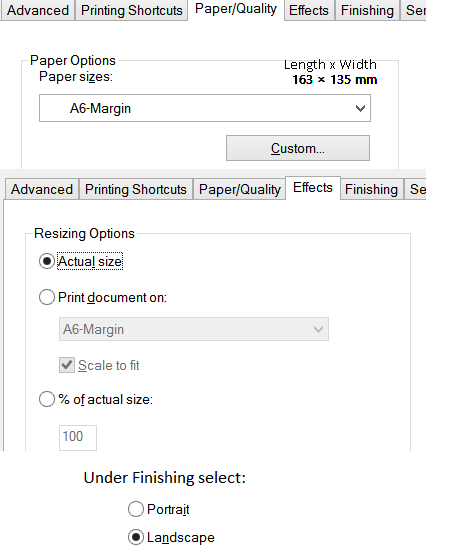 Advanced Printing Shortcuts Paper/Quality Effects Finishing Ser
Paper Options
Length x Width
Paper sizes:
163 × 135 mm
A6-Margin
Custom...
Advanced Printing Shortcuts Paper/Quality Effects Finishing Se
Resizing Options
Actual size
Print document on:
A6-Margin
Scale to fit
% of actual size:
100
Under Finishing select:
Portrait
Landscape